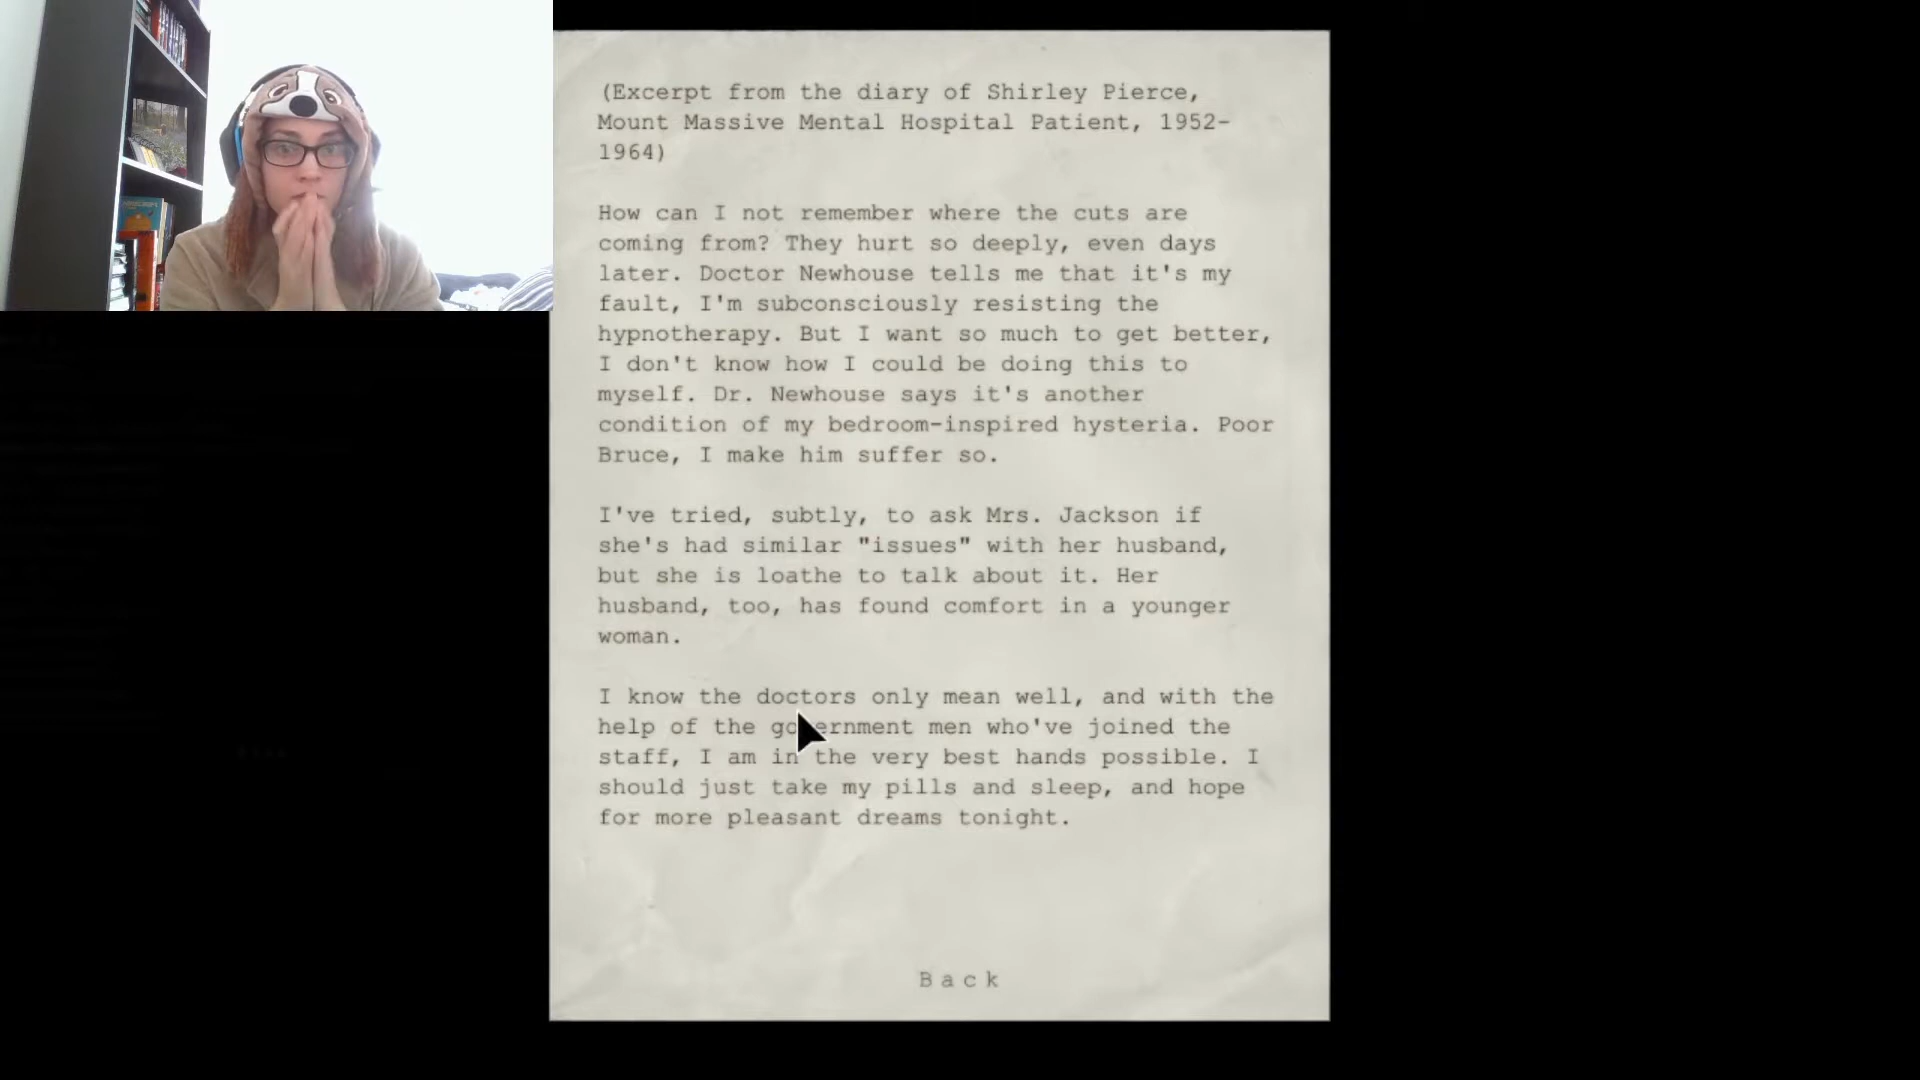 (Excerpt from the diary of Shirley Pierce,
Mount Massive Mental Hospital Patient, 1952-
1964)
How can I not remember where the cuts are
coming from? They hurt so deeply, even days
later. Doctor Newhouse tells me that it's my
fault, I'm subconsciously resisting the
hypnotherapy. But I want so much to get better,
I don't know how I could be doing this to
myself. Dr. Newhouse says it's another
condition of my bedroom-inspired hysteria. Poor
Bruce, I make him suffer so.
I've tried, subtly, to ask Mrs. Jackson if
she's had similar "issues" with her husband,
but she is loathe to talk about it. Her
husband, too, has found comfort in a younger
woman.
I know the doctors only mean well, and with the
help of the government men who've joined the
staff, I am in the very best hands possible. I
should just take my pills and sleep, and hope
for more pleasant dreams tonight.
Back